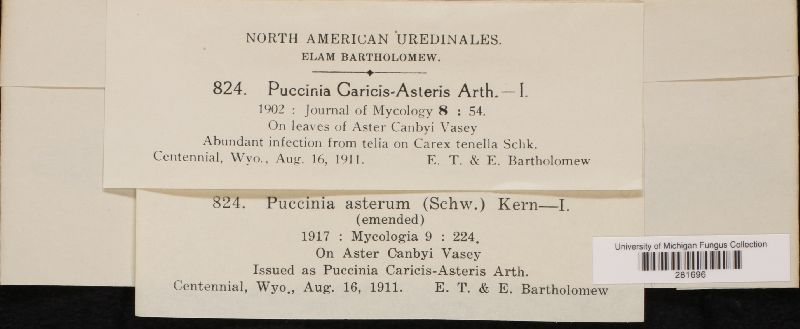 NORTH AMERICAN UREDINALES.
ELAM BARTHOLOMEW.
824. Puccinia Caricis-Asteris Arth.—I.
1902 : Journal of Mycology 8 : 54.
On leaves of Aster Canbyi Vasey
Abundant infection from telia on Carex tenella Schk.
Centennial, Wyo., Aug. 16, 1911. E. T. & E. Bartholomew
824. Puccinia asterum (Schw.) Kern—I.
(emended)
1917 : Mycologia 9 : 224.
On Aster Canbyi Vasey
Issued as Puccinia Caricis-Asteris Arth.
Centennial, Wyo., Aug. 16, 1911. E. T. & E. Bartholomew
University of Michigan Fungus Collection
281696